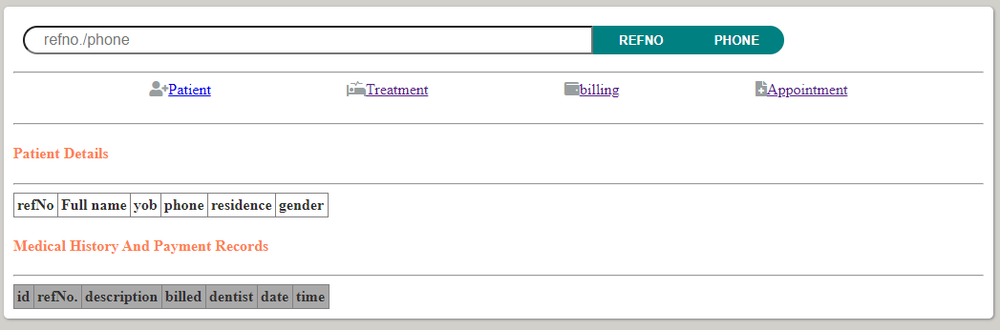 refno./phone REFNO PHONE
Patient Treatment billing Appointment
Patient Details
refNo Full name yob phone residence gender
Medical History And Payment Records
id refNo. description billed dentist date time